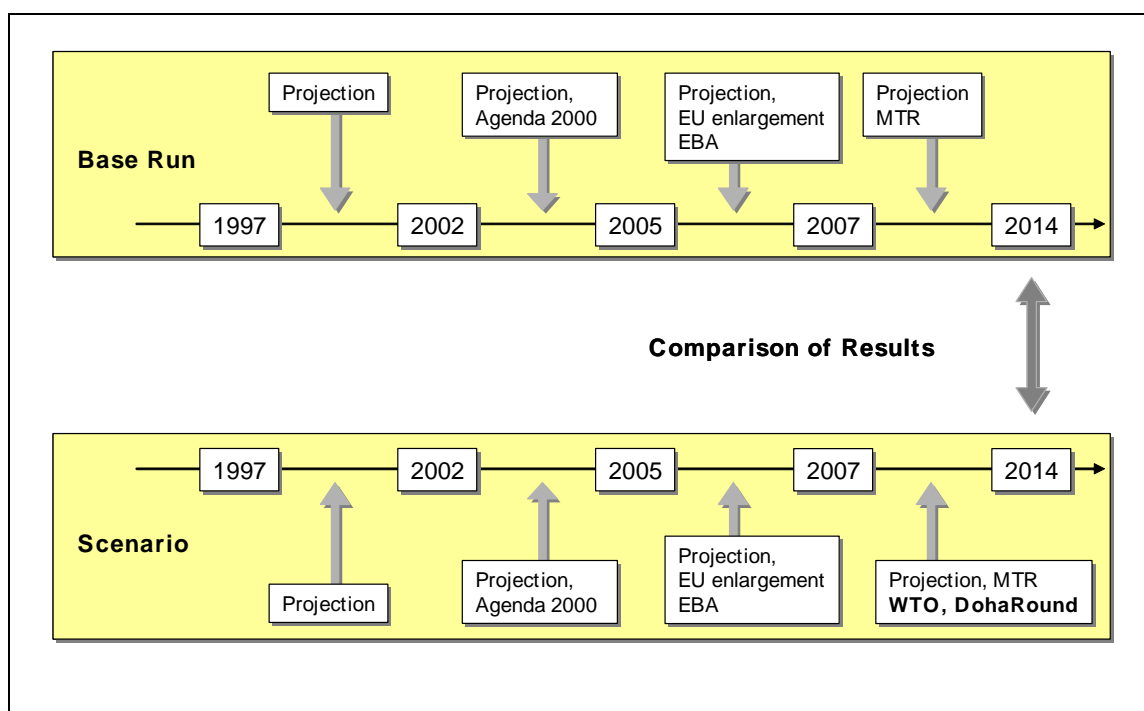 Projection
Projection,
Agenda 2000
Projection,
EU enlargement
EBA
Projection
MTR
Base Run
1997
2002
2005
2007
2014
Comparison of Results
1997
2002
2005
2007
2014
Scenario
Projection
Projection,
Agenda 2000
Projection,
EU enlargement
EBA
Projection, MTR
WTO, DohaRound